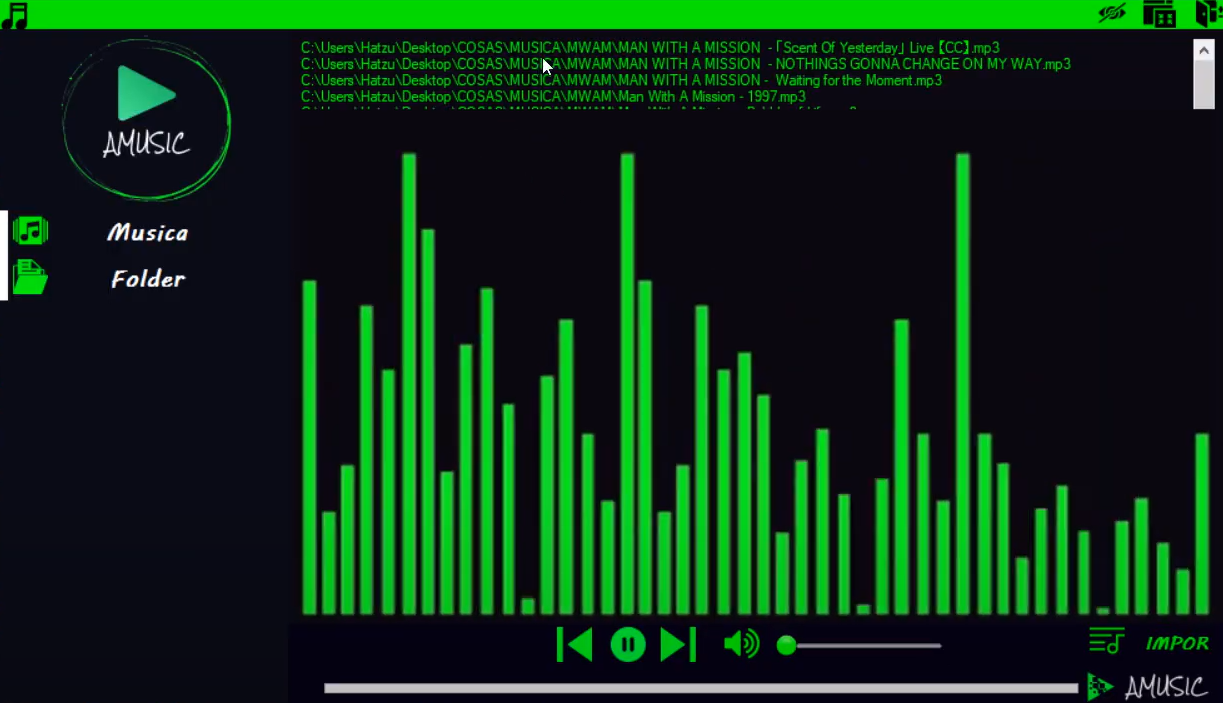 C:\Users\Hatzu\Desktop\COSAS\MUSICA\MWAM\MAN WITH A MISSION  -「Scent Of Yesterday」Live【CC】.mp3
C:\Users\Hatzu\Desktop\COSAS\MUSICA\MWAM\MAN WITH A MISSION  - NOTHINGS GONNA CHANGE ON MY WAY.mp3
C:\Users\Hatzu\Desktop\COSAS\MUSICA\MWAM\MAN WITH A MISSION -  Waiting for the Moment.mp3
C:\Users\Hatzu\Desktop\COSAS\MUSICA\MWAM\Man With A Mission - 1997.mp3
AMUSIC
Musica
Folder
IMPOR
AMUSIC